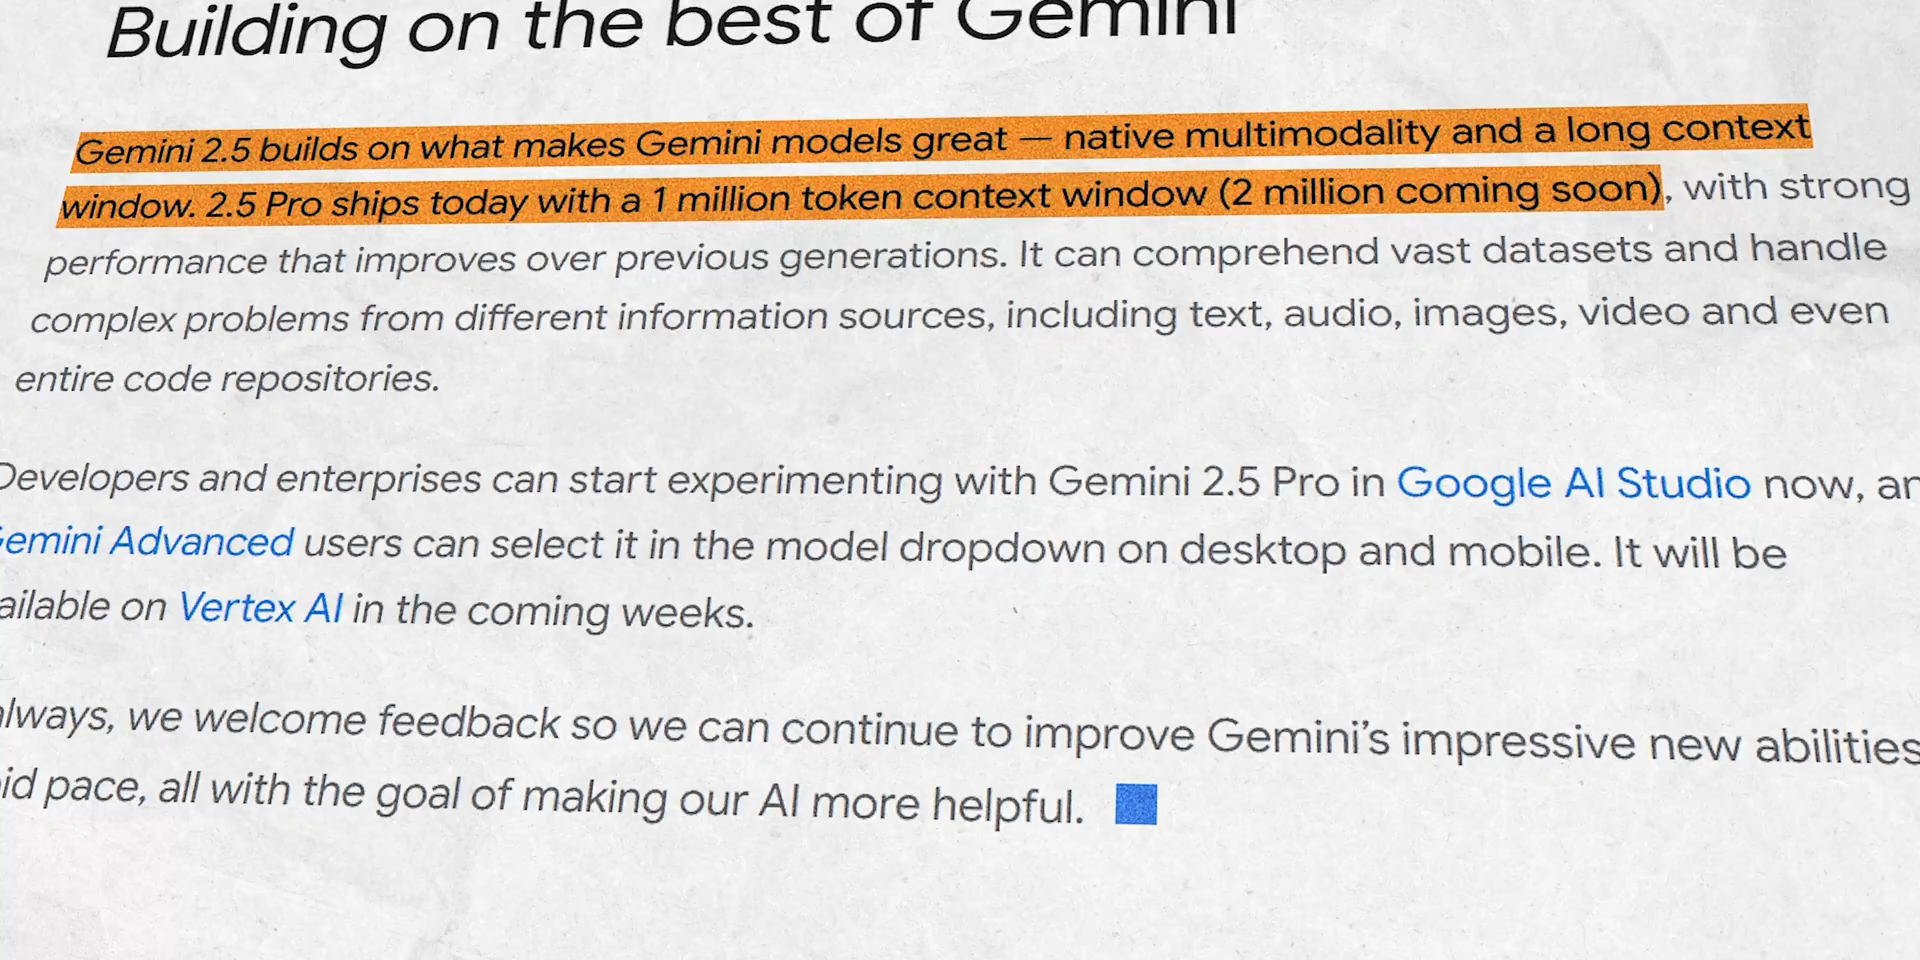 Building on the best of Gemini
Gemini 2.5 builds on what makes Gemini models great — native multimodality and a long context
window. 2.5 Pro ships today with a 1 million token context window (2 million coming soon), with strong
performance that improves over previous generations. It can comprehend vast datasets and handle
complex problems from different information sources, including text, audio, images, video and even
entire code repositories.
Developers and enterprises can start experimenting with Gemini 2.5 Pro in Google AI Studio now, an
Gemini Advanced users can select it in the model dropdown on desktop and mobile. It will be
ailable on Vertex AI in the coming weeks.
always, we welcome feedback so we can continue to improve Gemini’s impressive new abilities
id pace, all with the goal of making our AI more helpful.